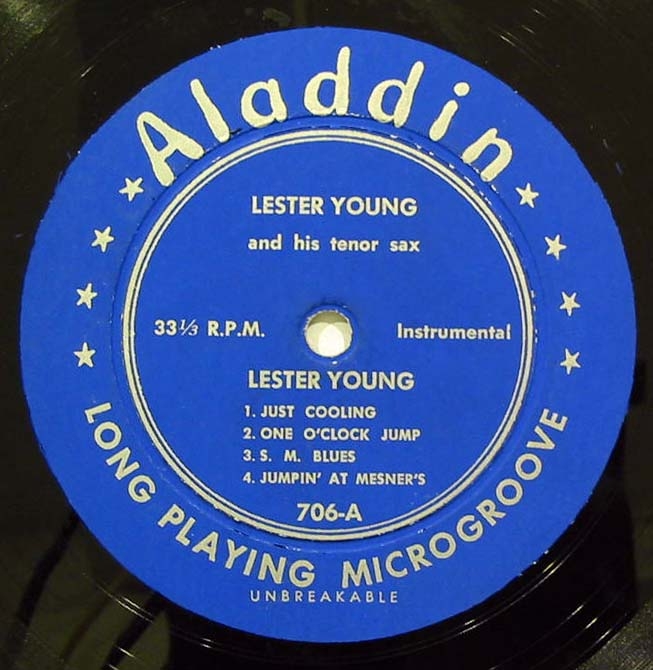 Aladdin
LESTER YOUNG
and his tenor sax
33⅓ R.P.M.
Instrumental
LESTER YOUNG
1. JUST COOLING
2. ONE O'CLOCK JUMP
3. S. M. BLUES
4. JUMPIN' AT MESNER'S
706-A
LONG PLAYING MICROGROOVE
UNBREAKABLE